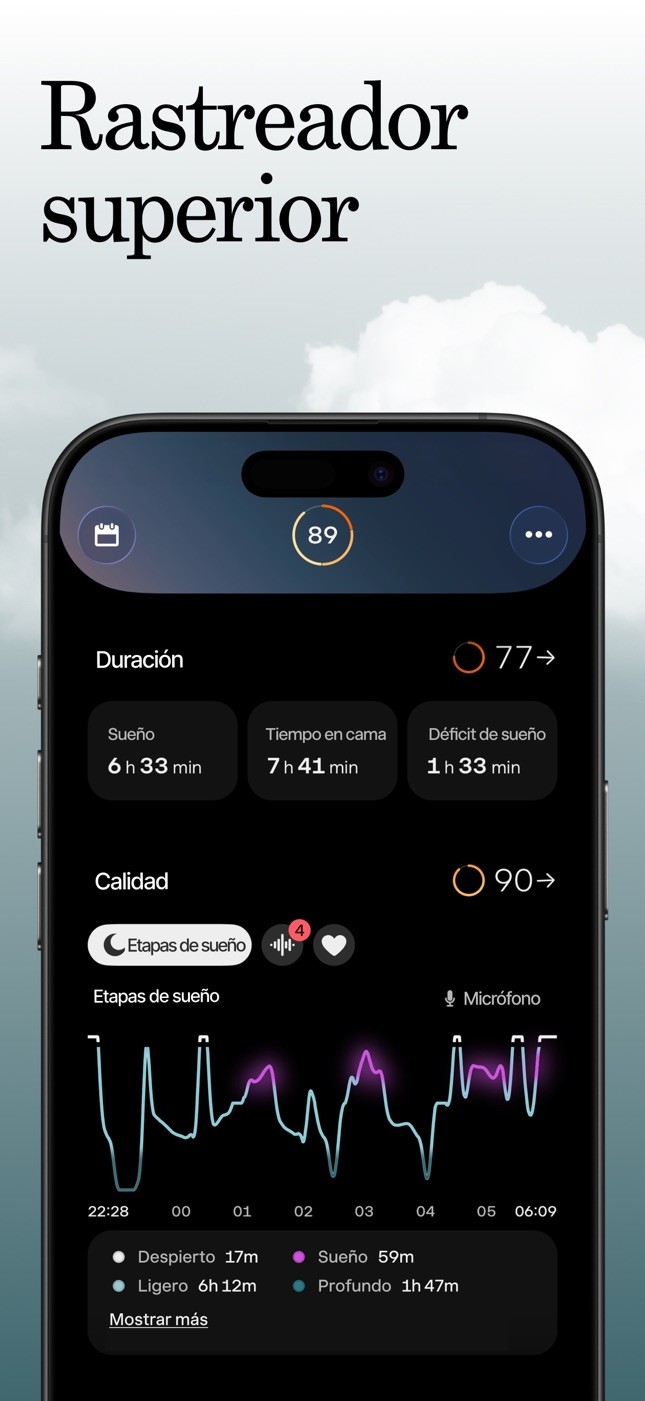 Rastreador
superior
89
Duración
77→
Sueño
Tiempo en cama
Déficit de sueño
6 h 33 min
7 h 41 min
1 h 33 min
Calidad
90→
Etapas de sueño
4
Etapas de sueño
Micrófono
22:28 00 01 02 03 04 05 06:09
Despierto 17m
Sueño 59m
Ligero 6h 12m
Profundo 1h 47m
Mostrar más